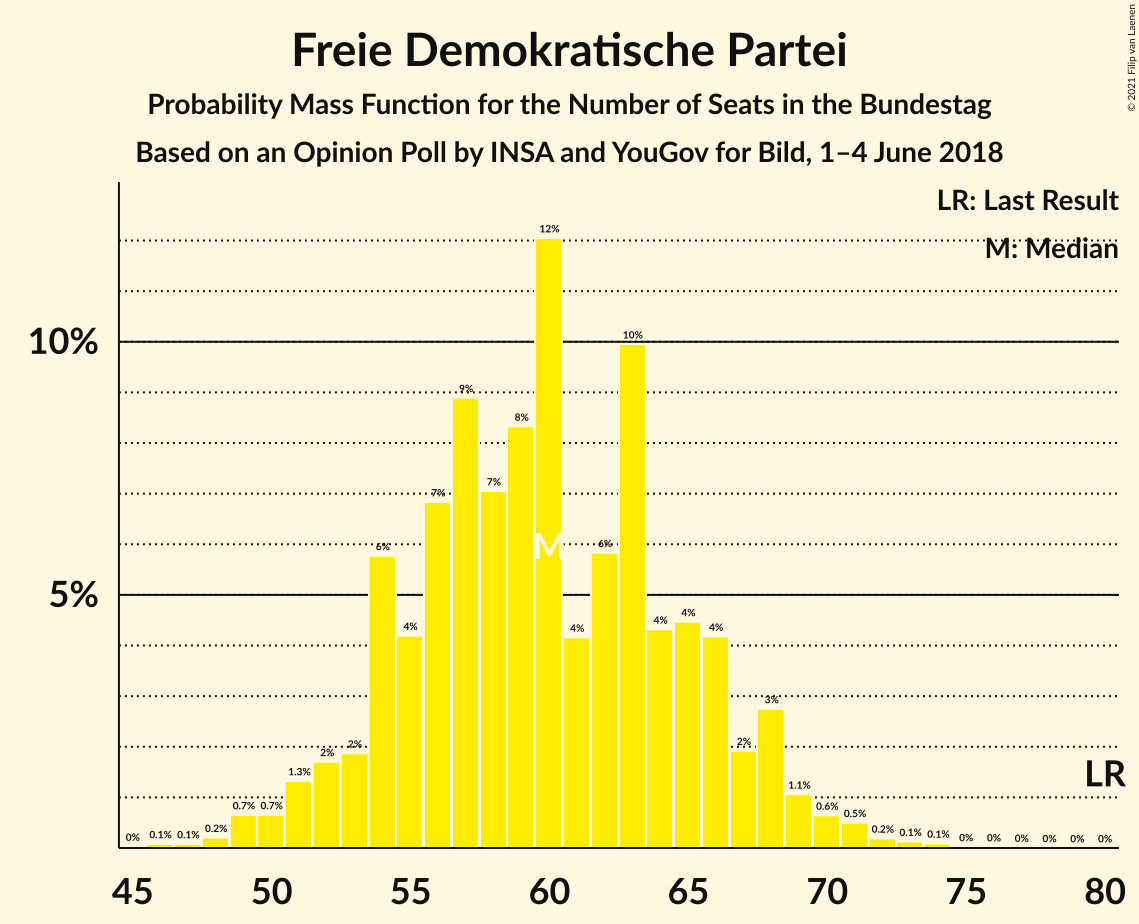 Freie Demokratische Partei
Probability Mass Function for the Number of Seats in the Bundestag
Based on an Opinion Poll by INSA and YouGov for Bild, 1–4 June 2018
© 2021 Filip van Laenen
LR: Last Result
M: Median
10%
5%
0% 0.1% 0.1% 0.2% 0.7% 0.7% 1.3% 2% 2% 6% 4% 7% 9% 7% 8% 12% 4% 6% 10% 4% 4% 4% 2% 3% 1.1% 0.6% 0.5% 0.2% 0.1% 0.1% 0% 0% 0% 0% 0% 0%
M
LR
45 50 55 60 65 70 75 80